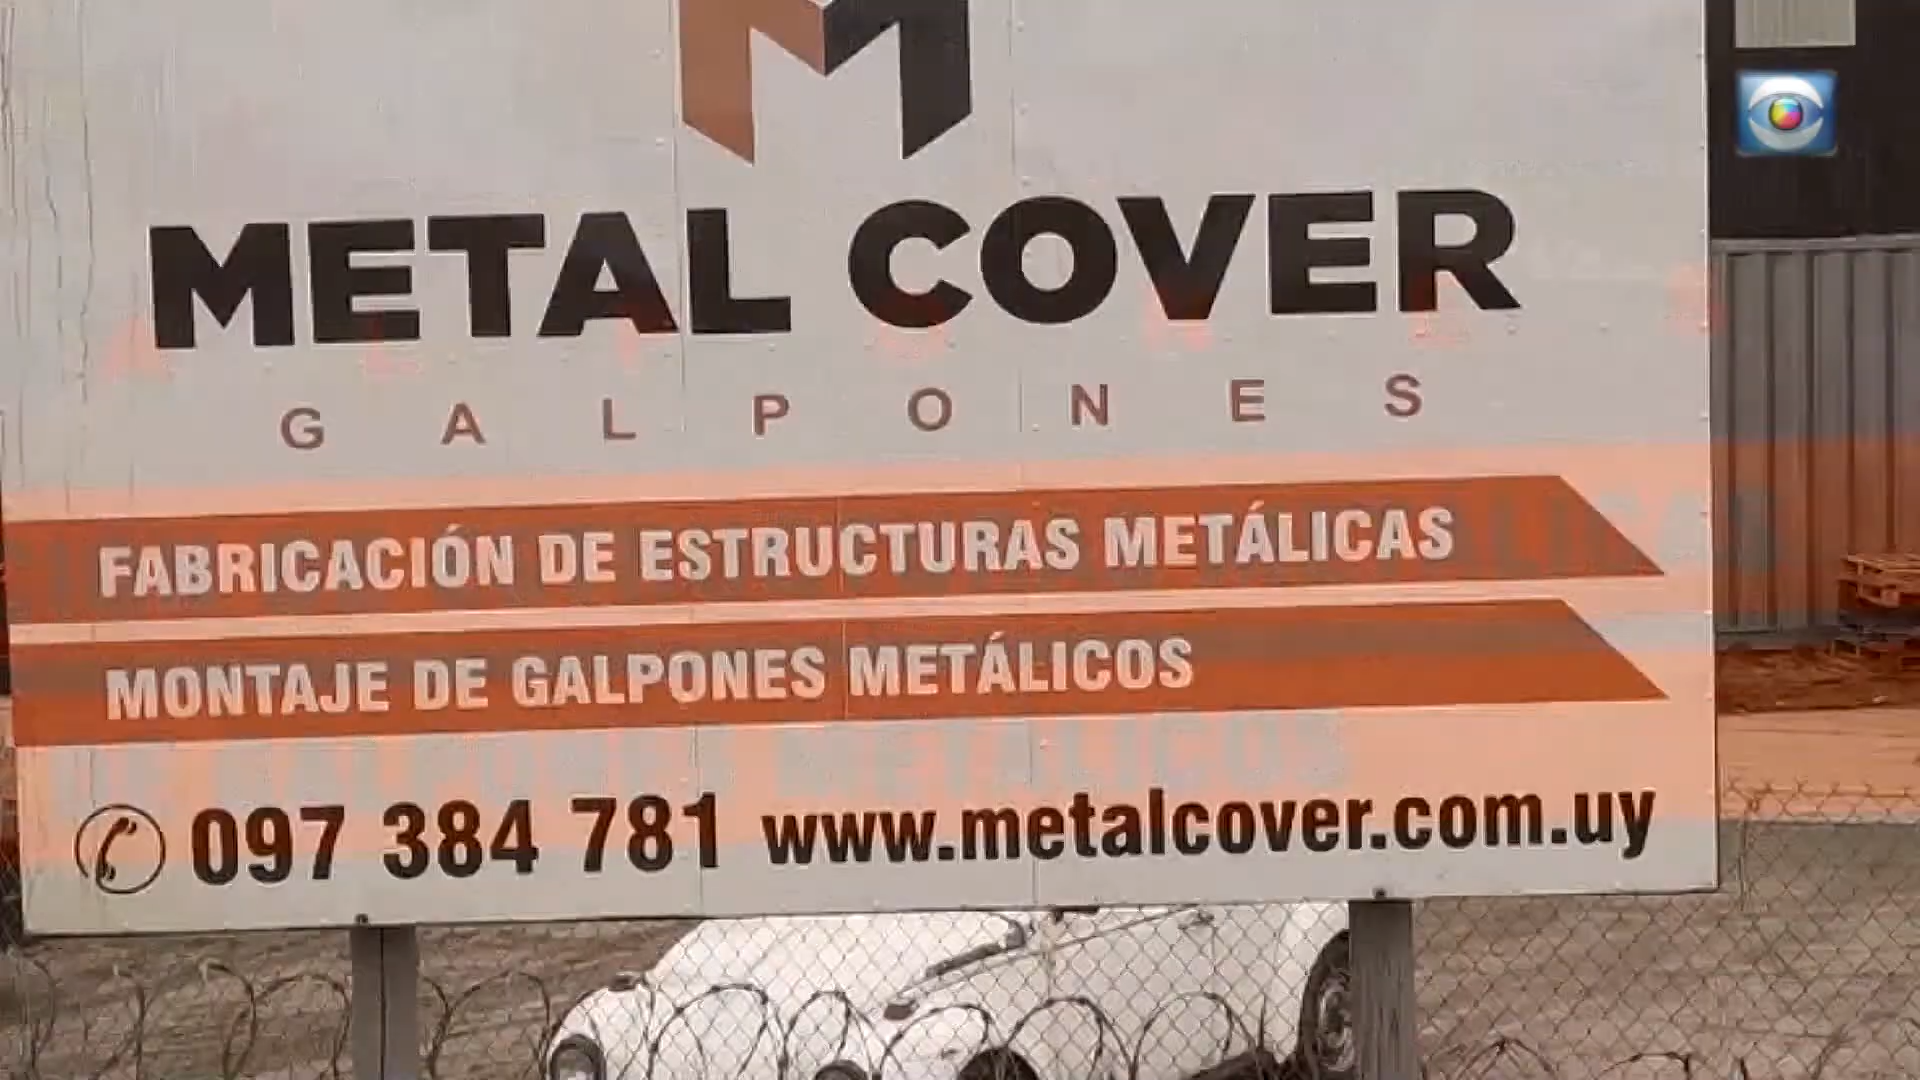 METAL COVER
GALPONES
FABRICACIÓN DE ESTRUCTURAS METÁLICAS
MONTAJE DE GALPONES METÁLICOS
097 384 781 www.metalcover.com.uy